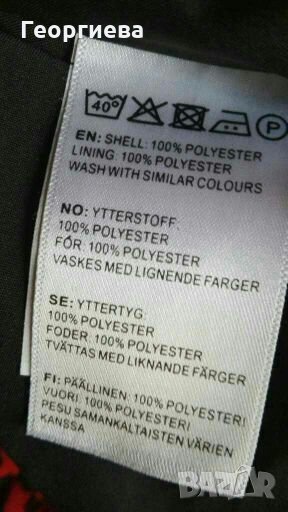 Георгиева
40°
P
EN: SHELL: 100% POLYESTER
LINING: 100% POLYESTER
WASH WITH SIMILAR COLOURS
NO: YTTERSTOFF:
100% POLYESTER
FÔR: 100% POLYESTER
VASKES MED LIGNENDE FARGER
SE: YTTERTYG:
100% POLYESTER
FODER: 100% POLYESTER
TVÄTTAS MED LIKNANDE FÄRGER
FI: PÄÄLLINEN: 100% POLYESTERI
VUORI: 100% POLYESTERI
PESU SAMANKALTAISTEN VÄRIEN
KANSSA
BAZAR